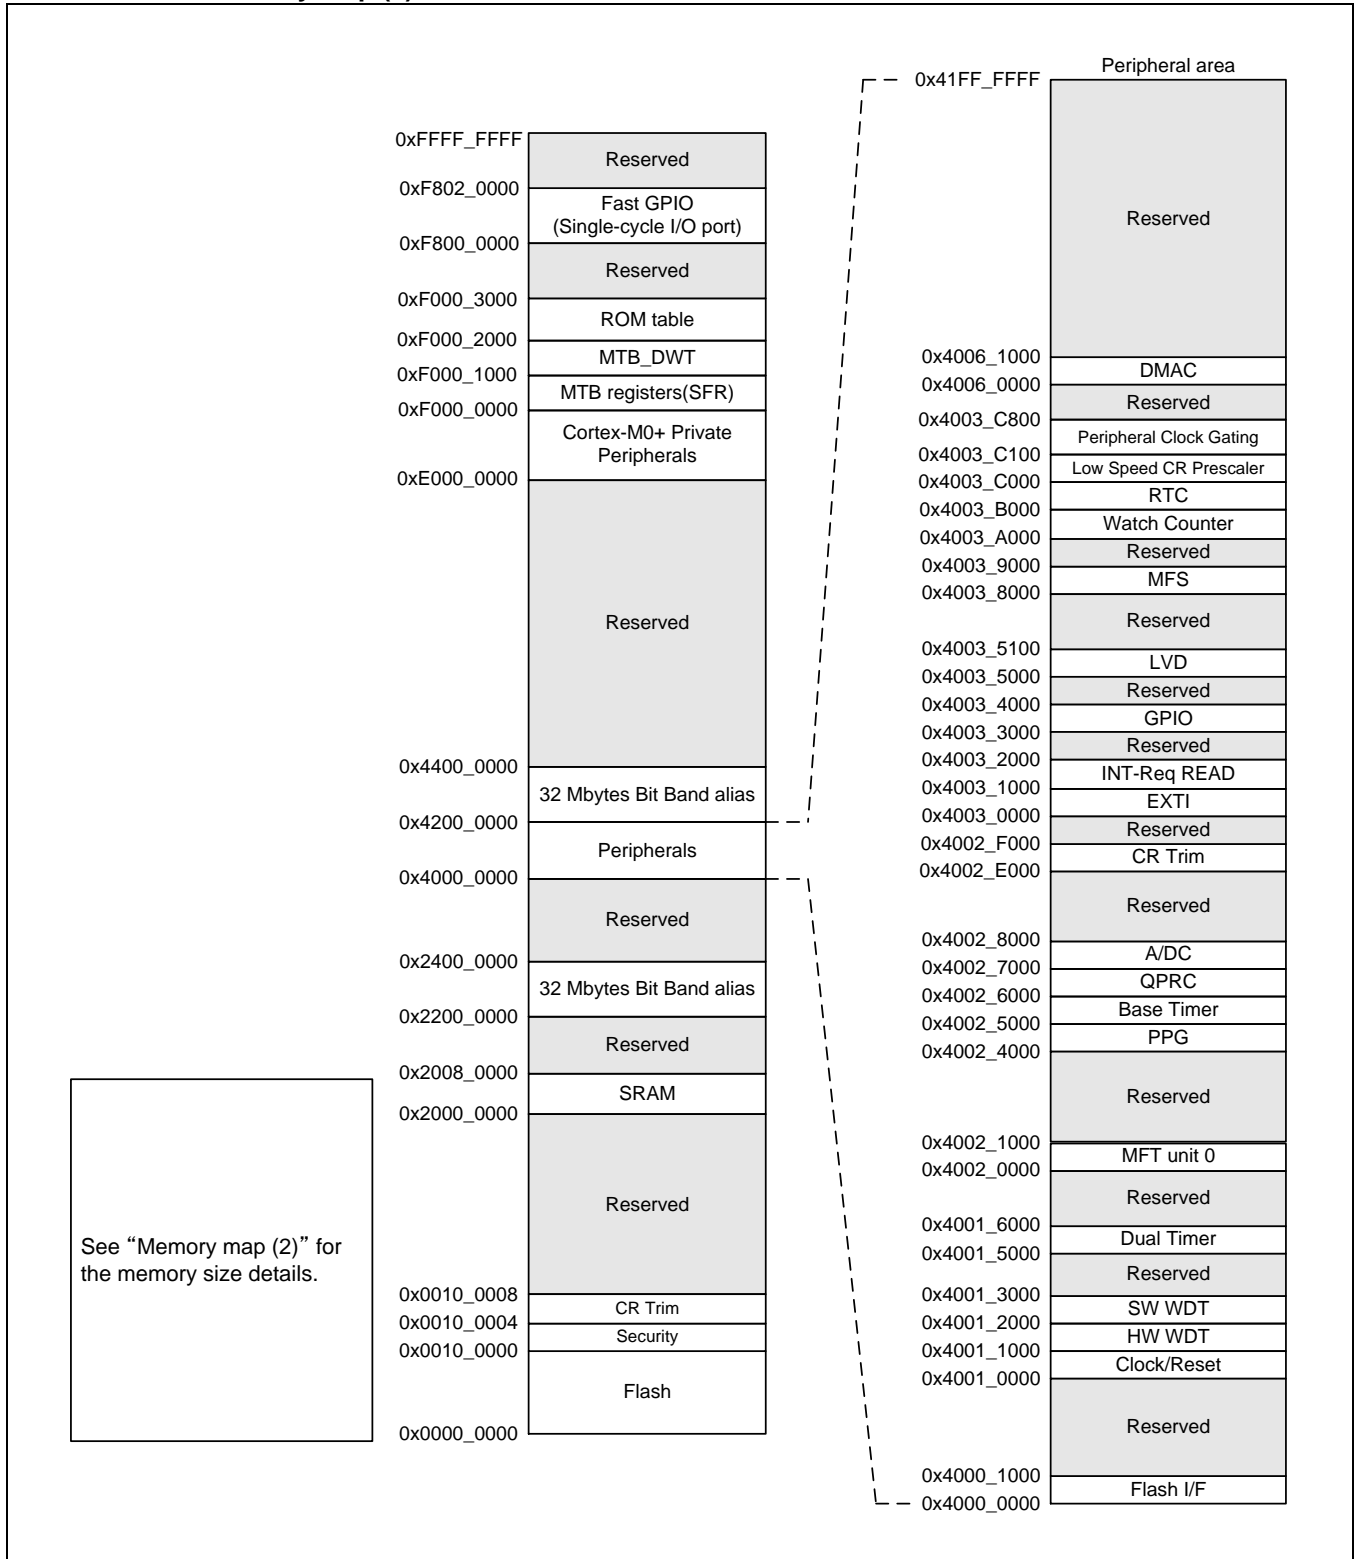 0xFFFF_FFFF
Reserved
0xF802_0000
Fast GPIO
(Single-cycle I/O port)
0xF800_0000
Reserved
0xF000_3000
ROM table
0xF000_2000
MTB_DWT
0xF000_1000
MTB registers(SFR)
0xF000_0000
Cortex-M0+ Private
Peripherals
0xE000_0000
Reserved
0x4400_0000
32 Mbytes Bit Band alias
0x4200_0000
Peripherals
0x4000_0000
Reserved
0x2400_0000
32 Mbytes Bit Band alias
0x2200_0000
Reserved
0x2008_0000
SRAM
0x2000_0000
Reserved
0x0010_0008
CR Trim
0x0010_0004
Security
0x0010_0000
Flash
0x0000_0000
See “Memory map (2)” for
the memory size details.
Peripheral area
0x41FF_FFFF
Reserved
0x4006_1000
DMAC
0x4006_0000
Reserved
0x4003_C800
Peripheral Clock Gating
0x4003_C100
Low Speed CR Prescaler
0x4003_C000
RTC
0x4003_B000
Watch Counter
0x4003_A000
Reserved
0x4003_9000
MFS
0x4003_8000
Reserved
0x4003_5100
LVD
0x4003_5000
Reserved
0x4003_4000
GPIO
0x4003_3000
Reserved
0x4003_2000
INT-Req READ
0x4003_1000
EXTI
0x4003_0000
Reserved
0x4002_F000
CR Trim
0x4002_E000
Reserved
0x4002_8000
A/DC
0x4002_7000
QPRC
0x4002_6000
Base Timer
0x4002_5000
PPG
0x4002_4000
Reserved
0x4002_1000
MFT unit 0
0x4002_0000
Reserved
0x4001_6000
Dual Timer
0x4001_5000
Reserved
0x4001_3000
SW WDT
0x4001_2000
HW WDT
0x4001_1000
Clock/Reset
0x4001_0000
Reserved
0x4000_1000
Flash I/F
0x4000_0000